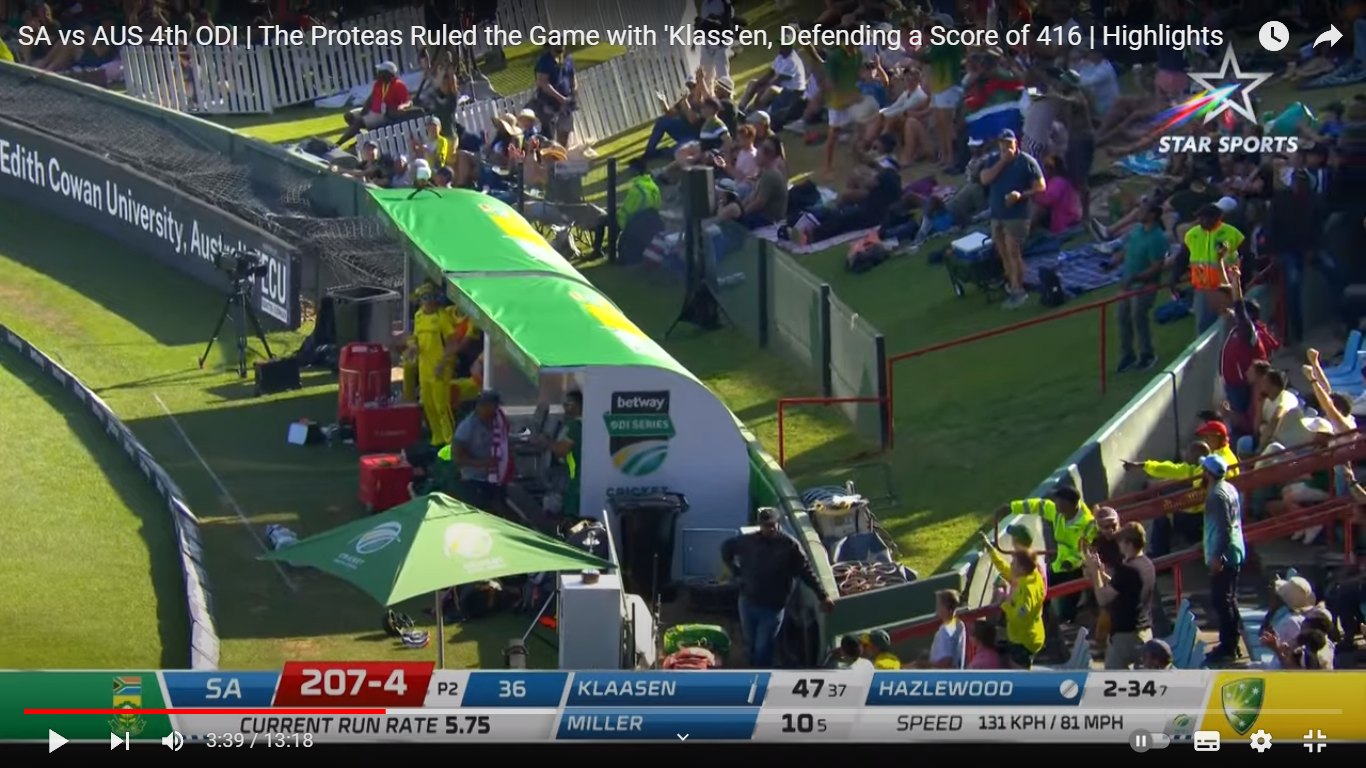 SA vs AUS 4th ODI | The Proteas Ruled the Game with 'Klass'en, Defending a Score of 416 | Highlights
STAR SPORTS
Edith Cowan University, Australia
ECU
betway
ODI SERIES
CRICKET
SA 207-4 P2 36 KLAASEN 47 37 HAZLEWOOD 2-34 7
CURRENT RUN RATE 5.75 MILLER 10 5 SPEED 131 KPH / 81 MPH
3:39 / 13:18